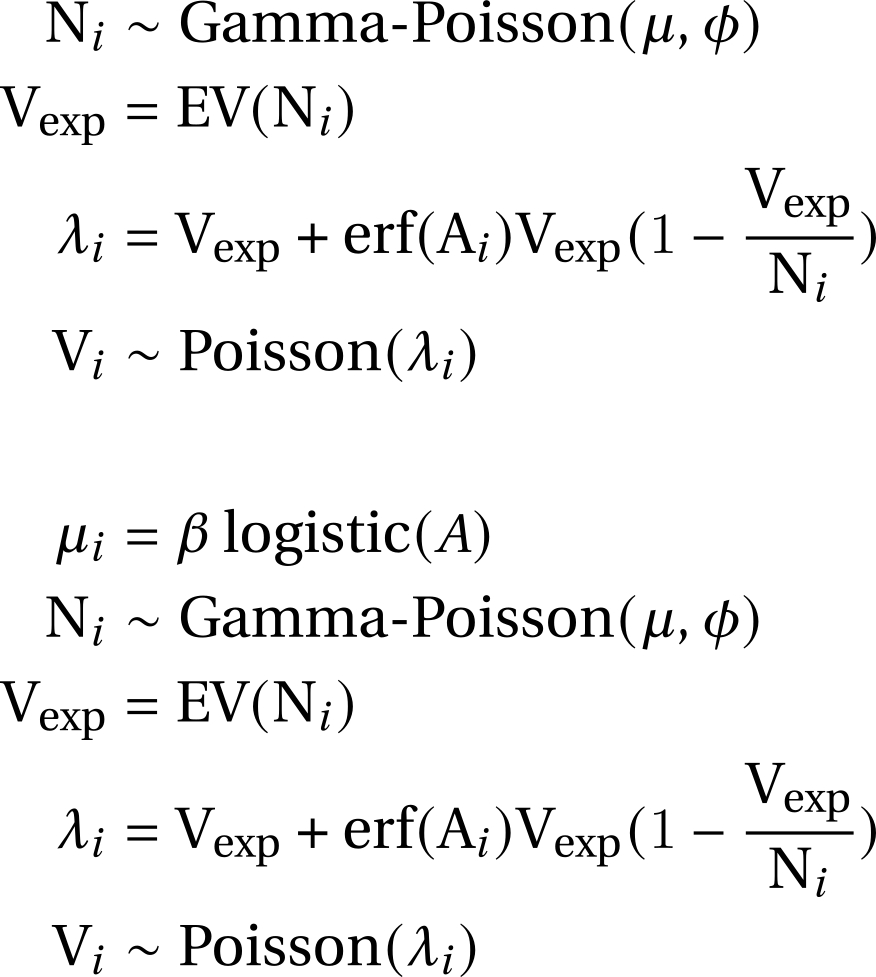 Nᵢ ∼ Gamma-Poisson(μ, ϕ)
V_exp = EV(Nᵢ)
λᵢ = V_exp + erf(Aᵢ)V_exp(1 − V_exp/Nᵢ)
Vᵢ ∼ Poisson(λᵢ)
μᵢ = β logistic(A)
Nᵢ ∼ Gamma-Poisson(μ, ϕ)
V_exp = EV(Nᵢ)
λᵢ = V_exp + erf(Aᵢ)V_exp(1 − V_exp/Nᵢ)
Vᵢ ∼ Poisson(λᵢ)